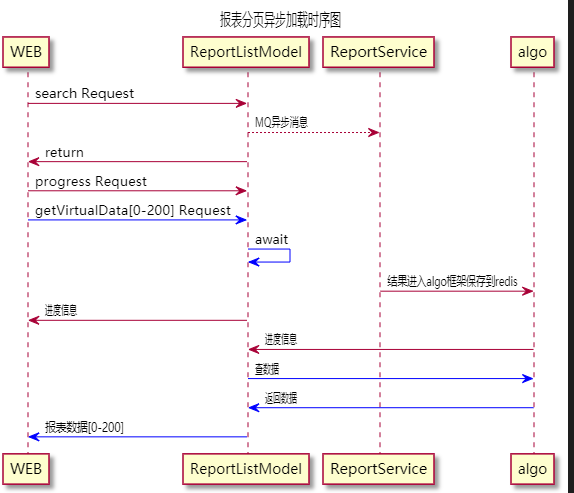 报表分页异步加载时序图
WEB ReportListModel ReportService algo
search Request
MQ异步消息
return
progress Request
getVirtualData[0-200] Request
await
结果进入algo框架保存到redis
进度信息
进度信息
查数据
返回数据
报表数据[0-200]
WEB ReportListModel ReportService algo